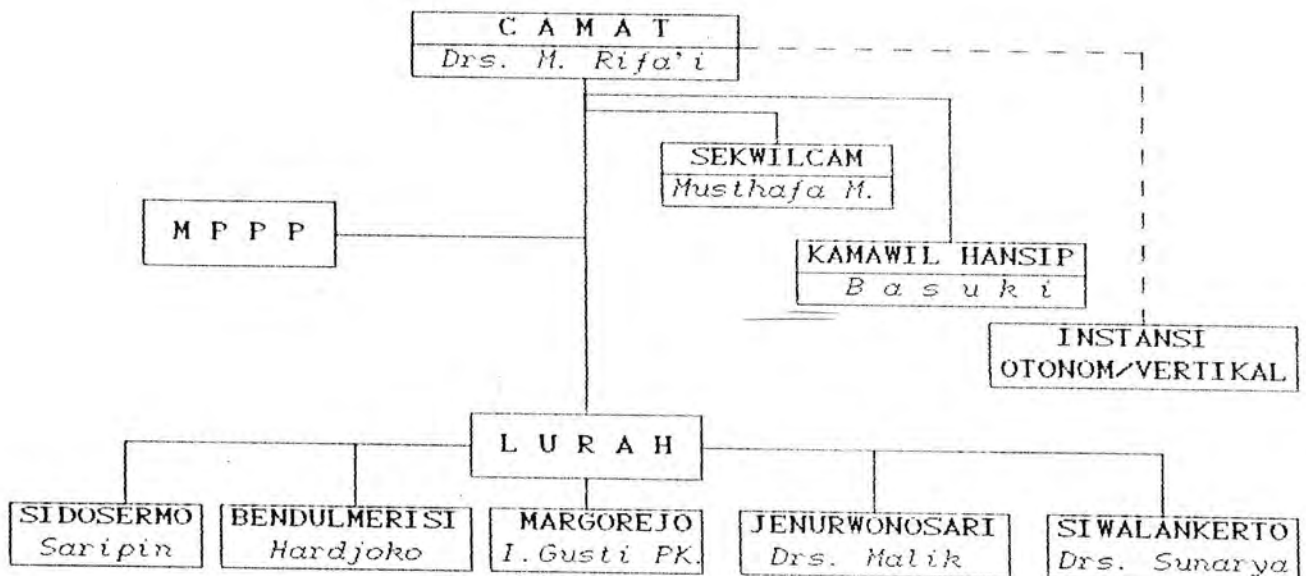 C A M A T
Drs. M. Rifa'i
SEKWILCAM
Musthafa M.
M P P P
KAMAWIL HANSIP
B a s u k i
INSTANSI
OTONOM/VERTIKAL
L U R A H
SIDOSERMO
Saripin
BENDULMERISI
Hardjoko
MARGOREJO
I.Gusti PK.
JENURWONOSARI
Drs. Malik
SIWALANKERTO
Drs. Sunarya